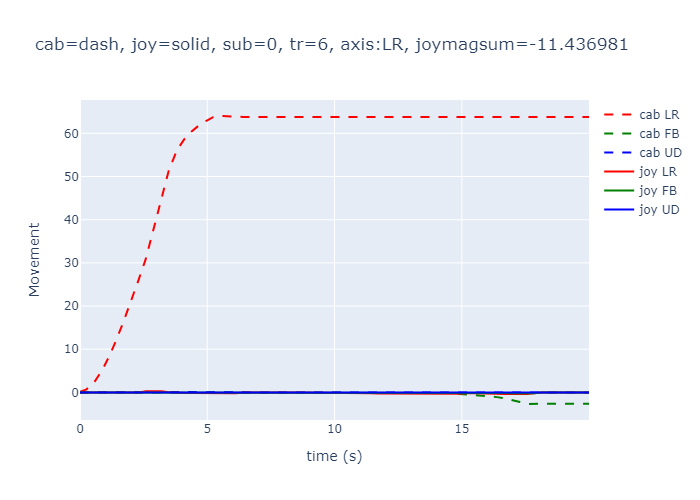 cab=dash, joy=solid, sub=0, tr=6, axis:LR, joymagsum=-11.436981
cab LR
cab FB
cab UD
joy LR
joy FB
joy UD
Movement
60
50
40
30
20
10
0
0 5 10 15
time (s)